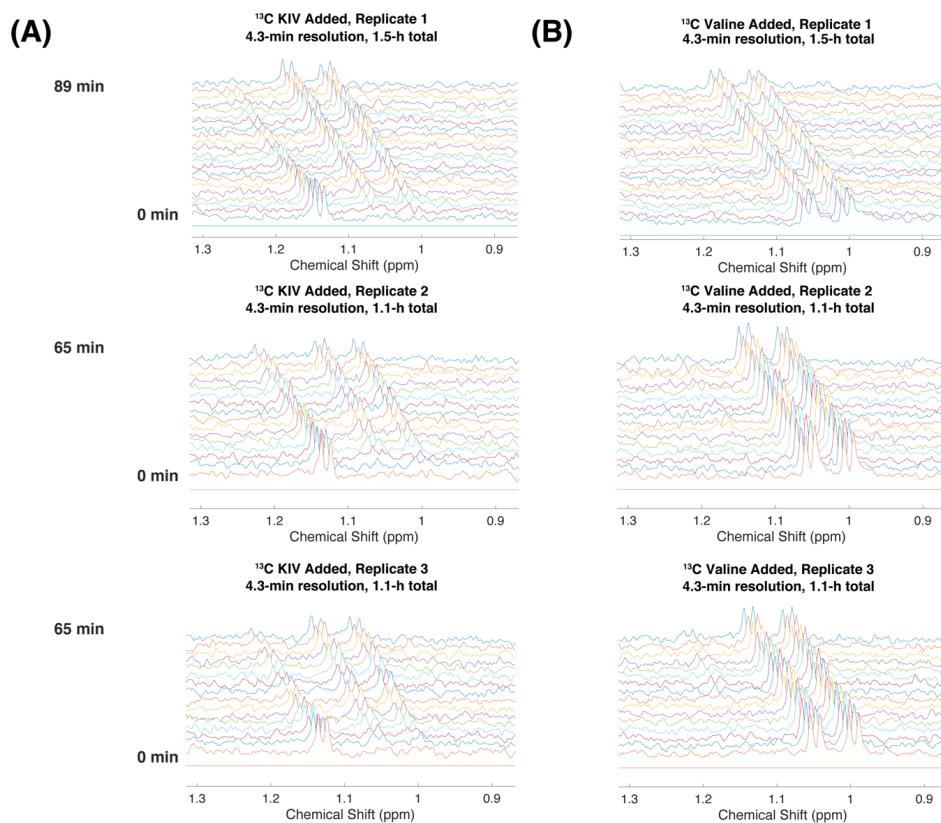 (A)
¹³C KIV Added, Replicate 1
4.3-min resolution, 1.5-h total
89 min
0 min
1.3 1.2 1.1 1 0.9
Chemical Shift (ppm)
¹³C KIV Added, Replicate 2
4.3-min resolution, 1.1-h total
65 min
0 min
1.3 1.2 1.1 1 0.9
Chemical Shift (ppm)
¹³C KIV Added, Replicate 3
4.3-min resolution, 1.1-h total
65 min
0 min
1.3 1.2 1.1 1 0.9
Chemical Shift (ppm)
(B)
¹³C Valine Added, Replicate 1
4.3-min resolution, 1.5-h total
1.3 1.2 1.1 1 0.9
Chemical Shift (ppm)
¹³C Valine Added, Replicate 2
4.3-min resolution, 1.1-h total
1.3 1.2 1.1 1 0.9
Chemical Shift (ppm)
¹³C Valine Added, Replicate 3
4.3-min resolution, 1.1-h total
1.3 1.2 1.1 1 0.9
Chemical Shift (ppm)